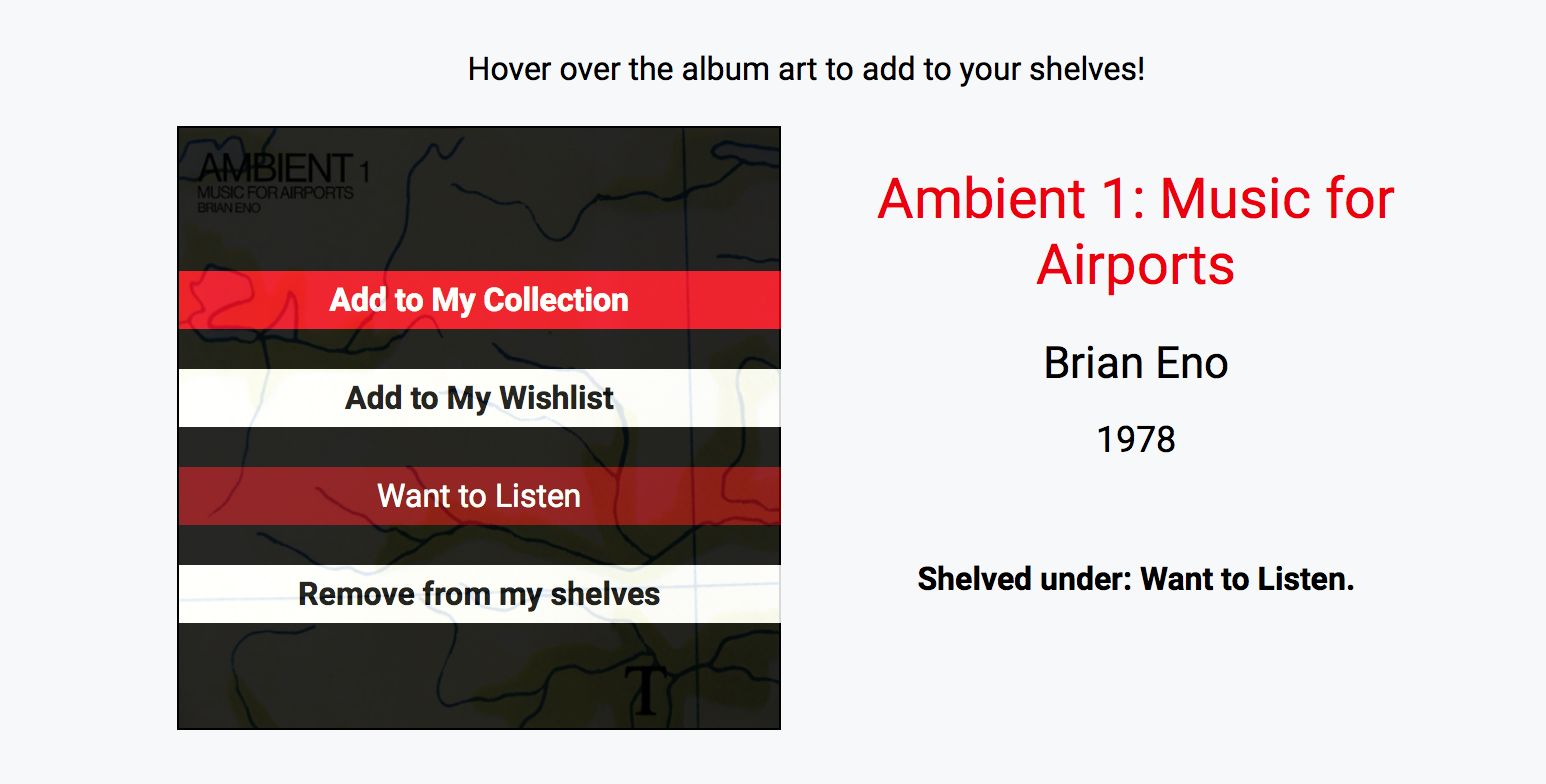 Hover over the album art to add to your shelves!
AMBIENT 1
MUSIC FOR AIRPORTS
BRIAN ENO
Add to My Collection
Add to My Wishlist
Want to Listen
Remove from my shelves
T
Ambient 1: Music for
Airports
Brian Eno
1978
Shelved under: Want to Listen.